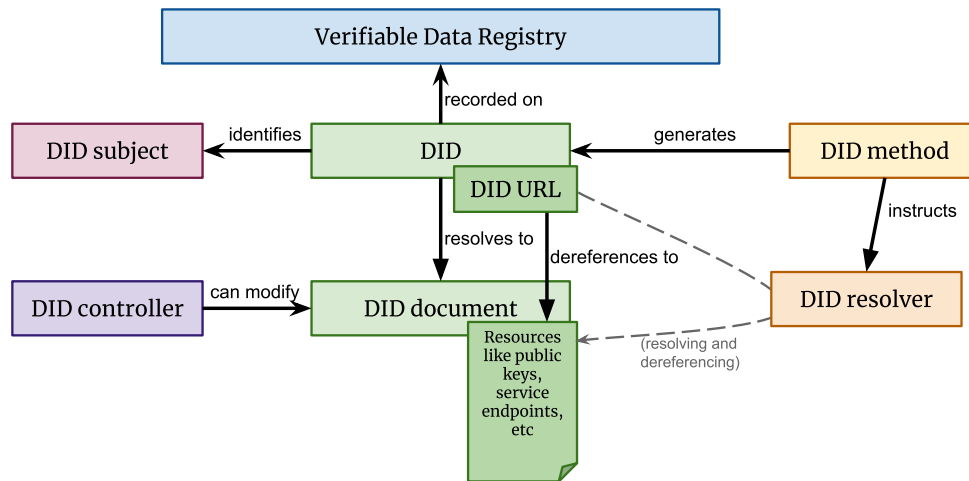 Verifiable Data Registry
recorded on
DID subject
identifies
DID
generates
DID method
DID URL
instructs
resolves to
dereferences to
DID controller
can modify
DID document
DID resolver
Resources
like public
keys,
service
endpoints,
etc
(resolving and
dereferencing)